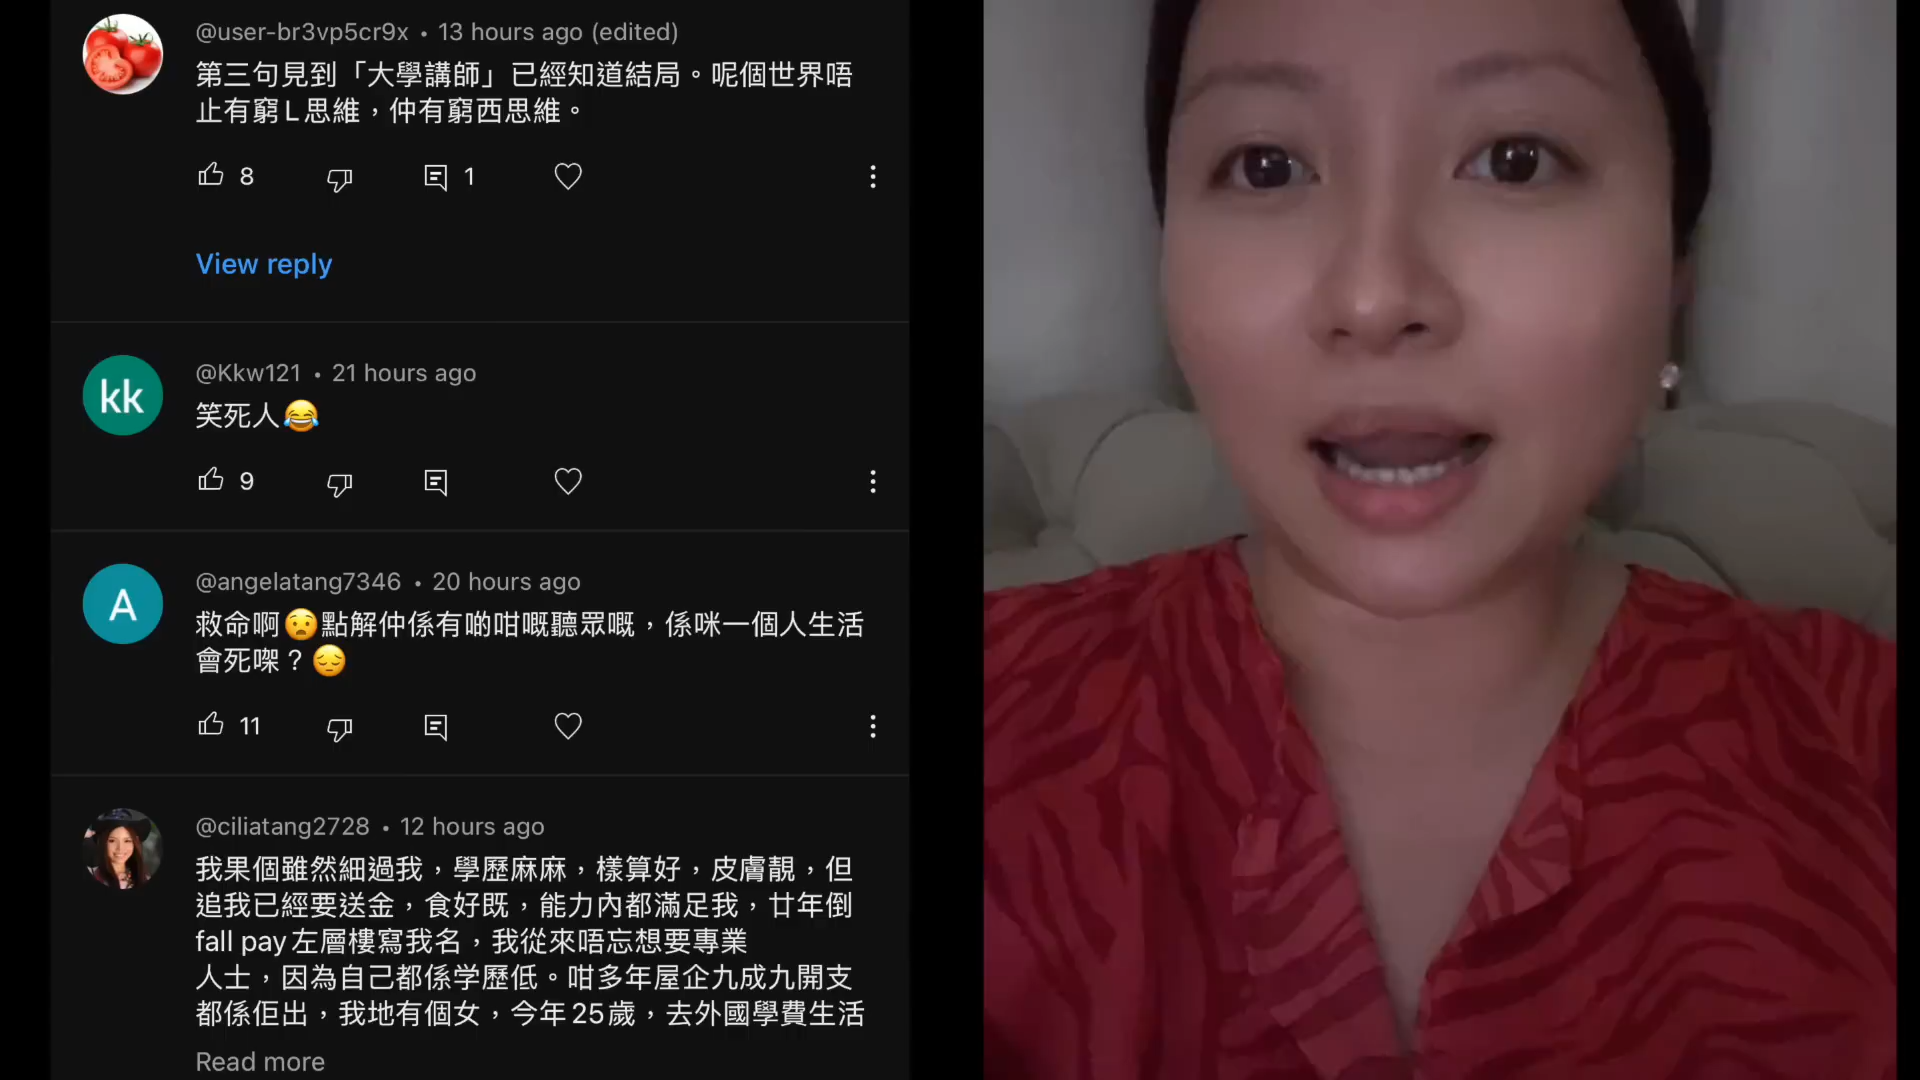 @user-br3vp5cr9x • 13 hours ago (edited)
第三句見到「大學講師」已經知道結局。呢個世界唔
止有窮L思維，仲有窮西思維。
8 1
View reply
kk
@Kkw121 • 21 hours ago
笑死人😂
9
A
@angelatang7346 • 20 hours ago
救命啊😧點解仲係有啲咁嘅聽眾嘅，係咪一個人生活
會死㗎？😔
11
@ciliatang2728 • 12 hours ago
我果個雖然細過我，學歷麻麻，樣算好，皮膚靚，但
追我已經要送金，食好既，能力內都滿足我，廿年倒
fall pay左層樓寫我名，我從來唔忘想要專業
人士，因為自己都係学歷低。咁多年屋企九成九開支
都係佢出，我地有個女，今年25歲，去外國學費生活
Read more